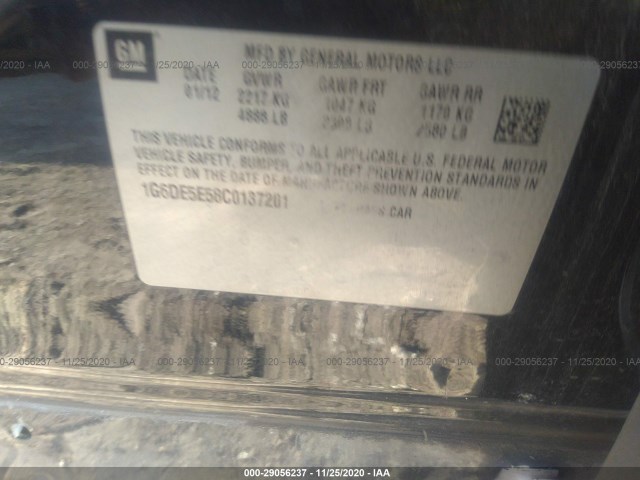 GM
MFD BY GENERAL MOTORS LLC
DATE GVWR GAWR FRT GAWR RR
01/12 2217 KG 1047 KG 1170 KG
4888 LB 2308 LB 2580 LB
THIS VEHICLE CONFORMS TO ALL APPLICABLE U.S. FEDERAL MOTOR
VEHICLE SAFETY, BUMPER, AND THEFT PREVENTION STANDARDS IN
EFFECT ON THE DATE OF MANUFACTURE SHOWN ABOVE.
1G6DE5E58C0137201 CAR
000-29056237 - 11/25/2020 - IAA